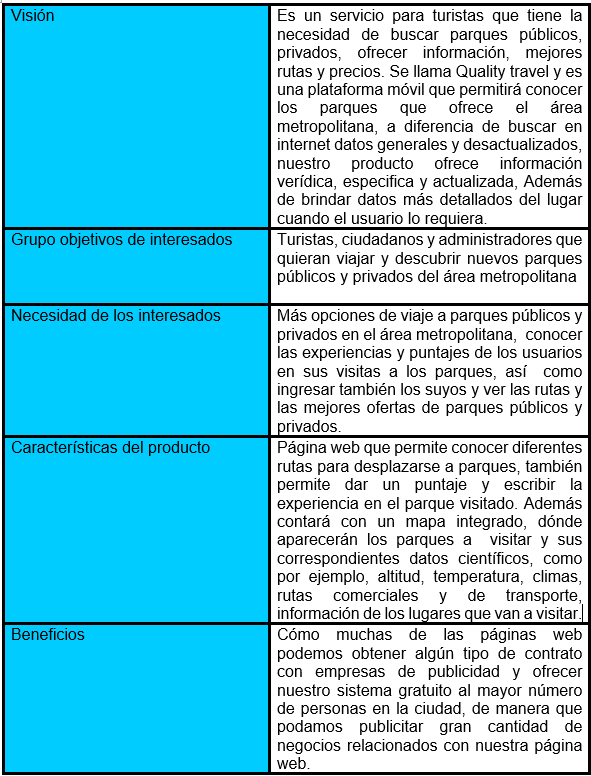 Visión
Es un servicio para turistas que tiene la
necesidad de buscar parques públicos,
privados, ofrecer información, mejores
rutas y precios. Se llama Quality travel y es
una plataforma móvil que permitirá conocer
los parques que ofrece el área
metropolitana, a diferencia de buscar en
internet datos generales y desactualizados,
nuestro producto ofrece información
verídica, especifica y actualizada, Además
de brindar datos más detallados del lugar
cuando el usuario lo requiera.
Grupo objetivos de interesados
Turistas, ciudadanos y administradores que
quieran viajar y descubrir nuevos parques
públicos y privados del área metropolitana
Necesidad de los interesados
Más opciones de viaje a parques públicos y
privados en el área metropolitana, conocer
las experiencias y puntajes de los usuarios
en sus visitas a los parques, así como
ingresar también los suyos y ver las rutas y
las mejores ofertas de parques públicos y
privados.
Características del producto
Página web que permite conocer diferentes
rutas para desplazarse a parques, también
permite dar un puntaje y escribir la
experiencia en el parque visitado. Además
contará con un mapa integrado, dónde
aparecerán los parques a visitar y sus
correspondientes datos científicos, como
por ejemplo, altitud, temperatura, climas,
rutas comerciales y de transporte,
información de los lugares que van a visitar.
Beneficios
Cómo muchas de las páginas web
podemos obtener algún tipo de contrato
con empresas de publicidad y ofrecer
nuestro sistema gratuito al mayor número
de personas en la ciudad, de manera que
podamos publicitar gran cantidad de
negocios relacionados con nuestra página
web.